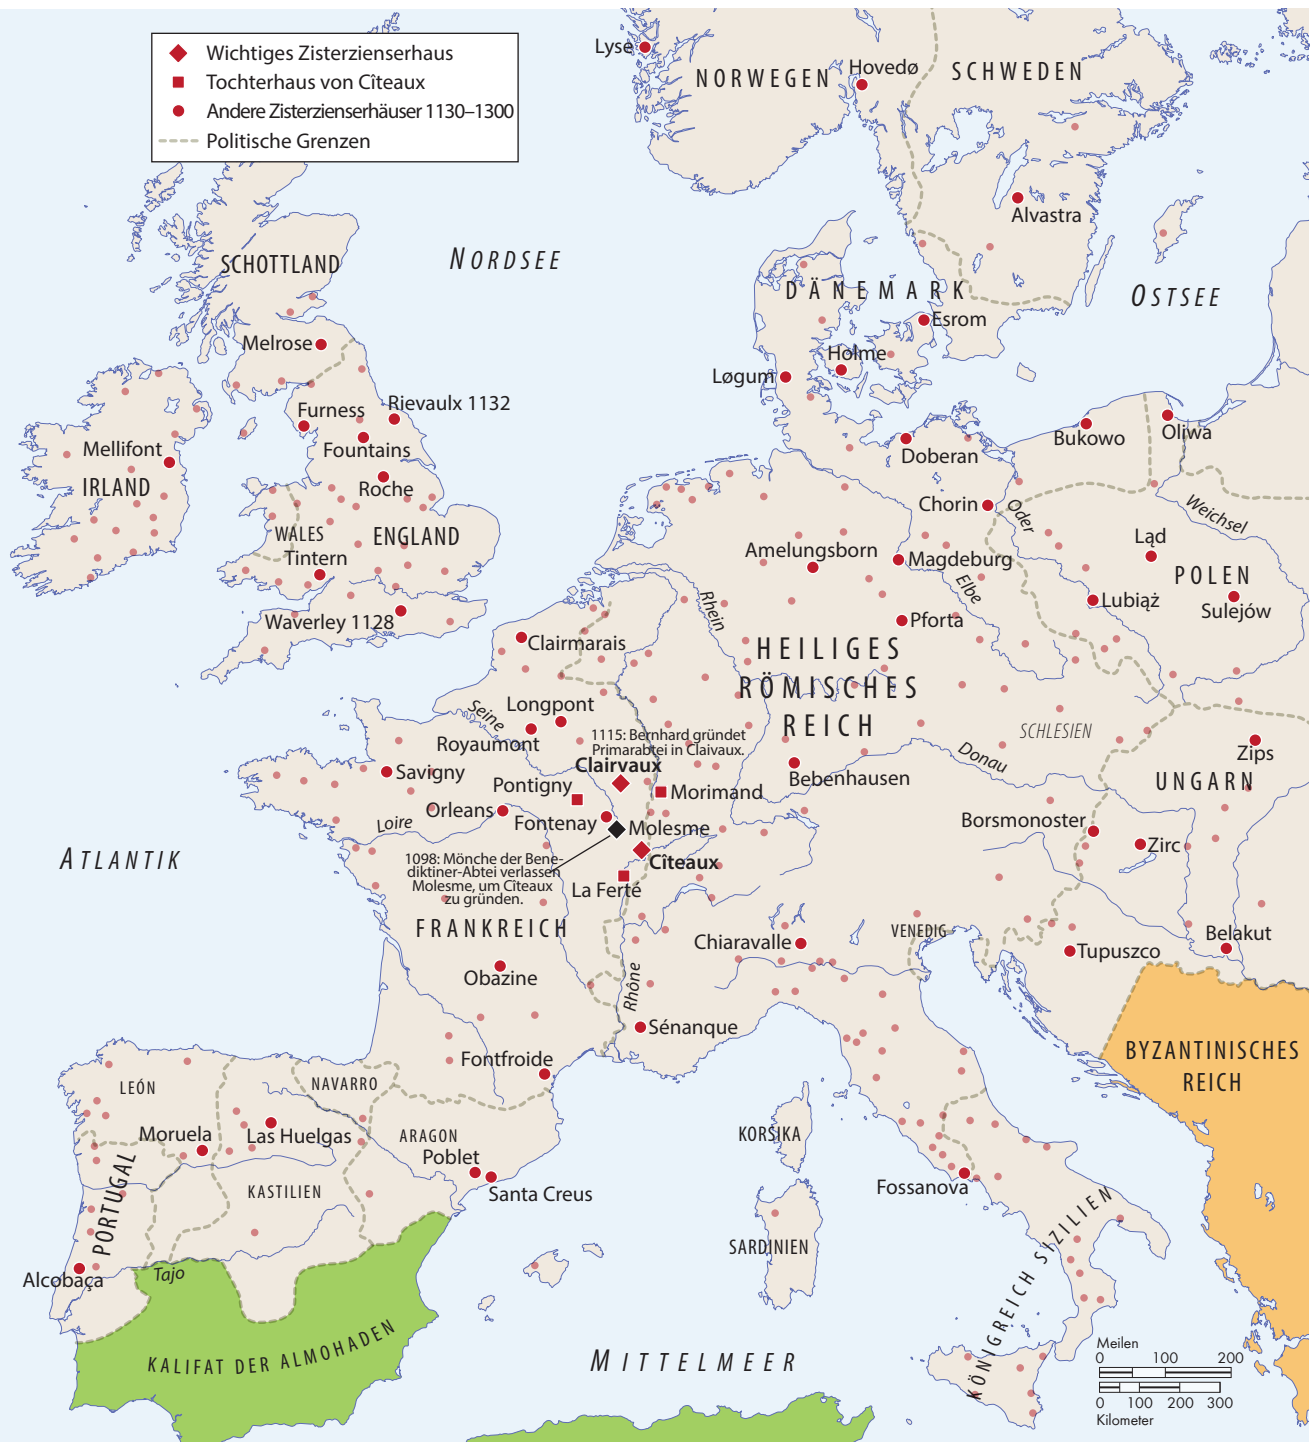 Wichtiges Zisterzienserhaus
Tochterhaus von Cîteaux
Andere Zisterzienserhäuser 1130–1300
Politische Grenzen
Lyse
NORWEGEN
Hovedø
SCHWEDEN
Alvastra
SCHOTTLAND
NORDSEE
DÄNEMARK
OSTSEE
Esrom
Holme
Løgum
Melrose
Furness
Rievaulx 1132
Fountains
Mellifont
IRLAND
Roche
WALES
ENGLAND
Tintern
Waverley 1128
Bukowo
Oliwa
Doberan
Chorin
Oder
Weichsel
Ląd
Amelungsborn
Magdeburg
POLEN
Elbe
Lubiąż
Sulejów
Rhein
Pforta
Clairmarais
HEILIGES
RÖMISCHES
REICH
Longpont
Seine
Royaumont
1115: Bernhard gründet
Primarabtei in Claivaux.
Clairvaux
SCHLESIEN
Donau
Zips
Savigny
Pontigny
Morimand
Bebenhausen
UNGARN
Orleans
Fontenay
Molesme
Loire
Borsmonoster
Zirc
ATLANTIK
1098: Mönche der Bene-
diktiner-Abtei verlassen
Molesme, um Cîteaux
zu gründen.
Cîteaux
La Ferté
FRANKREICH
Chiaravalle
VENEDIG
Tupuszco
Belakut
Obazine
Rhône
Sénanque
Fontfroide
BYZANTINISCHES
REICH
LEÓN
NAVARRO
Moruela
Las Huelgas
ARAGON
Poblet
KORSIKA
PORTUGAL
KASTILIEN
Santa Creus
Fossanova
SARDINIEN
Alcobaça
Tajo
KÖNIGREICH SIZILIEN
KALIFAT DER ALMOHADEN
MITTELMEER
Meilen
0 100 200
0 100 200 300
Kilometer